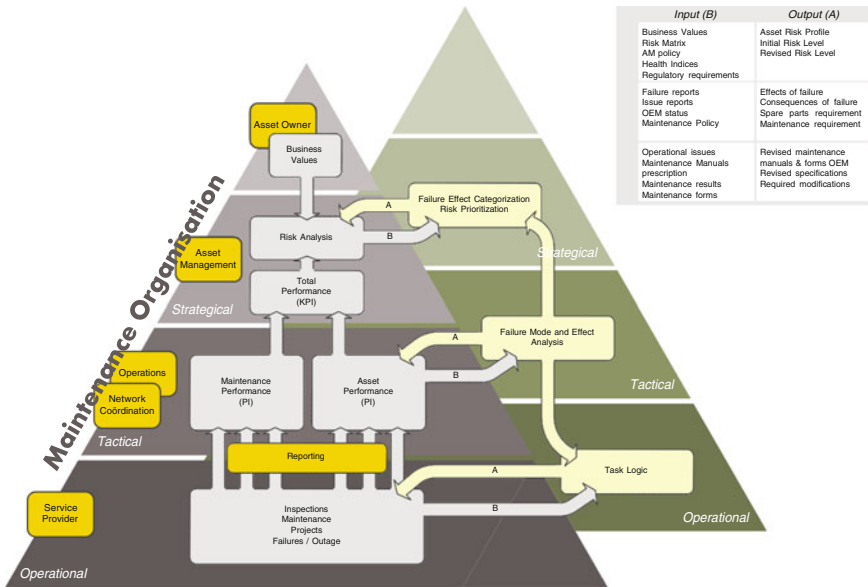 Input (B) Output (A)
Business Values Asset Risk Profile
Risk Matrix Initial Risk Level
AM policy Revised Risk Level
Health Indices
Regulatory requirements
Failure reports Effects of failure
Issue reports Consequences of failure
OEM status Spare parts requirement
Maintenance Policy Maintenance requirement
Operational issues Revised maintenance
Maintenance Manuals manuals & forms OEM
prescription Revised specifications
Maintenance results Required modifications
Maintenance forms
Maintenance Organisation
Asset Owner
Business
Values
Failure Effect Categorization
Risk Prioritization
A
B
Risk Analysis
Asset
Management
Strategical
Total
Performance
(KPI)
Strategical
Failure Mode and Effect
Analysis
A
B
Operations
Network
Coördination
Maintenance
Performance
(PI)
Asset
Performance
(PI)
Tactical
Tactical
Reporting
A
Task Logic
B
Service
Provider
Inspections
Maintenance
Projects
Failures / Outage
Operational
Operational